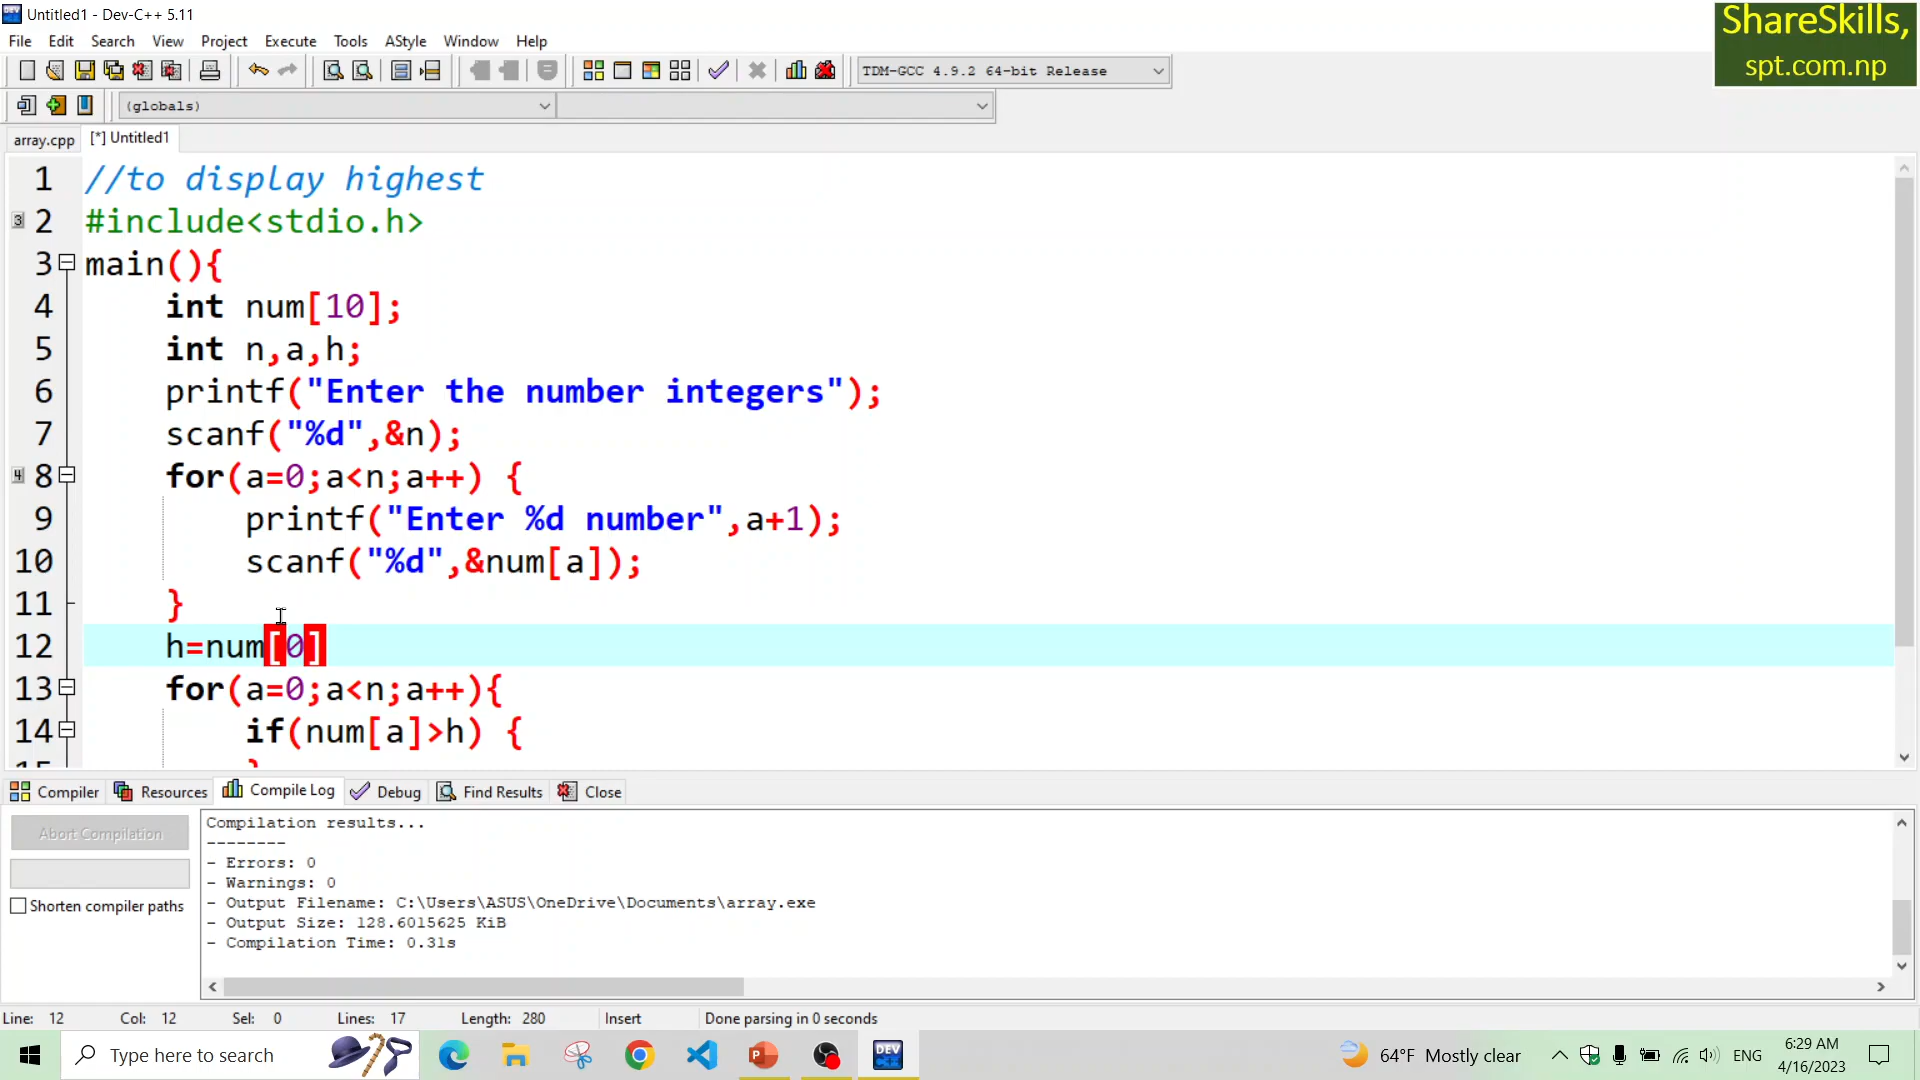 Untitled1 - Dev-C++ 5.11
ShareSkills,
spt.com.np
File Edit Search View Project Execute Tools AStyle Window Help
TDM-GCC 4.9.2 64-bit Release
(globals)
array.cpp [*] Untitled1
1 //to display highest
2 #include<stdio.h>
3 main(){
4 int num[10];
5 int n,a,h;
6 printf("Enter the number integers");
7 scanf("%d",&n);
8 for(a=0;a<n;a++) {
9 printf("Enter %d number",a+1);
10 scanf("%d",&num[a]);
11 }
12 h=num[0]
13 for(a=0;a<n;a++){
14 if(num[a]>h) {
15 }
Compiler Resources Compile Log Debug Find Results Close
Abort Compilation
Shorten compiler paths
Compilation results...
--------
- Errors: 0
- Warnings: 0
- Output Filename: C:\Users\ASUS\OneDrive\Documents\array.exe
- Output Size: 128.6015625 KiB
- Compilation Time: 0.31s
Line: 12 Col: 12 Sel: 0 Lines: 17 Length: 280 Insert Done parsing in 0 seconds
Type here to search
DEV C++
64°F Mostly clear
ENG
6:29 AM
4/16/2023